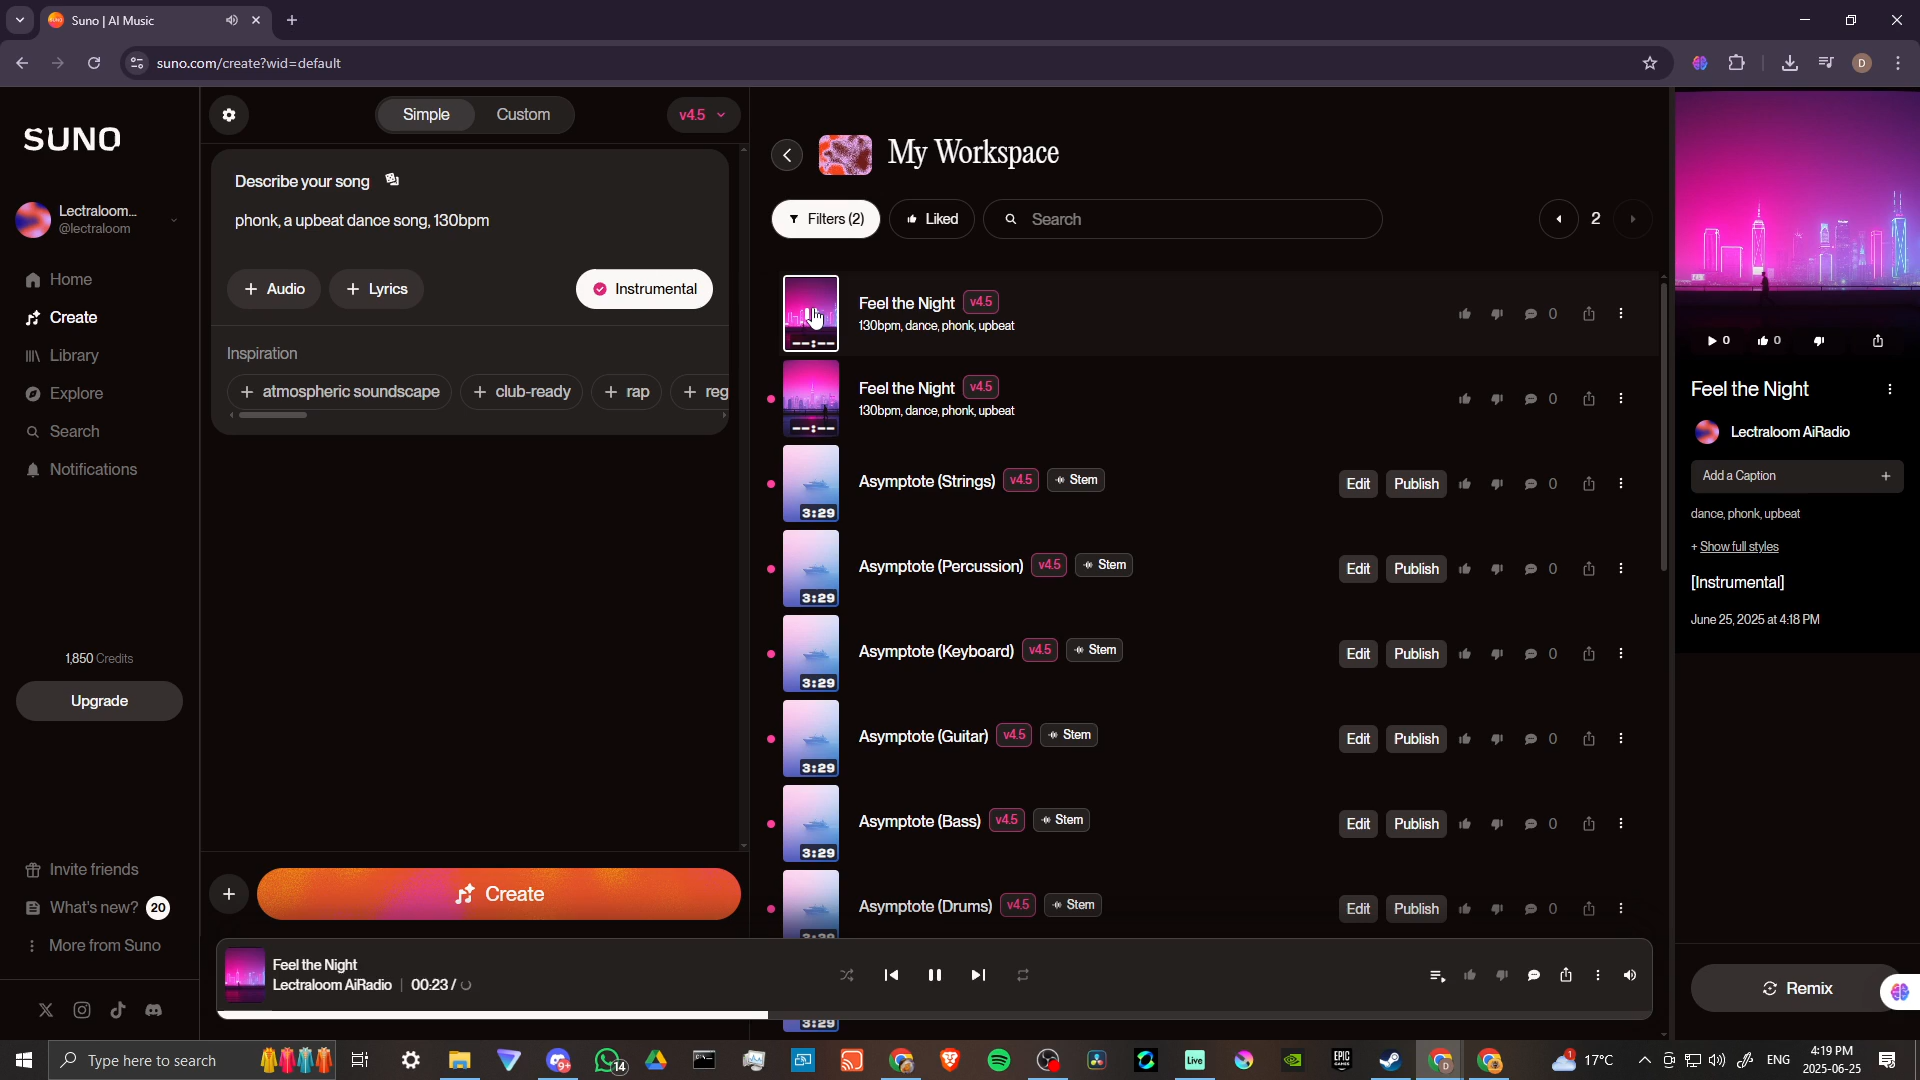 Suno | AI Music
suno.com/create?wid=default
D
SUNO
Lectraloom...
@lectraloom
Home
Create
Library
Explore
Search
Notifications
1,850 Credits
Upgrade
Invite friends
What's new? 20
More from Suno
Simple
Custom
v4.5
Describe your song
phonk, a upbeat dance song, 130bpm
+ Audio
+ Lyrics
Instrumental
Inspiration
+ atmospheric soundscape
+ club-ready
+ rap
+ reg
Create
My Workspace
Filters (2)
Liked
Search
2
Feel the Night v4.5
130bpm, dance, phonk, upbeat
--:--
0
Feel the Night v4.5
130bpm, dance, phonk, upbeat
--:--
0
Asymptote (Strings) v4.5 Stem
3:29
Edit Publish 0
Asymptote (Percussion) v4.5 Stem
3:29
Edit Publish 0
Asymptote (Keyboard) v4.5 Stem
3:29
Edit Publish 0
Asymptote (Guitar) v4.5 Stem
3:29
Edit Publish 0
Asymptote (Bass) v4.5 Stem
3:29
Edit Publish 0
Asymptote (Drums) v4.5 Stem
3:29
Edit Publish 0
3:29
Feel the Night
Lectraloom AiRadio | 00:23 /
0
0
Feel the Night
Lectraloom AiRadio
Add a Caption +
dance, phonk, upbeat
+ Show full styles
[Instrumental]
June 25, 2025 at 4:18 PM
Remix
Type here to search
9+
14
Live
EPIC GAMES
D
1
17°C
ENG
4:19 PM
2025-06-25